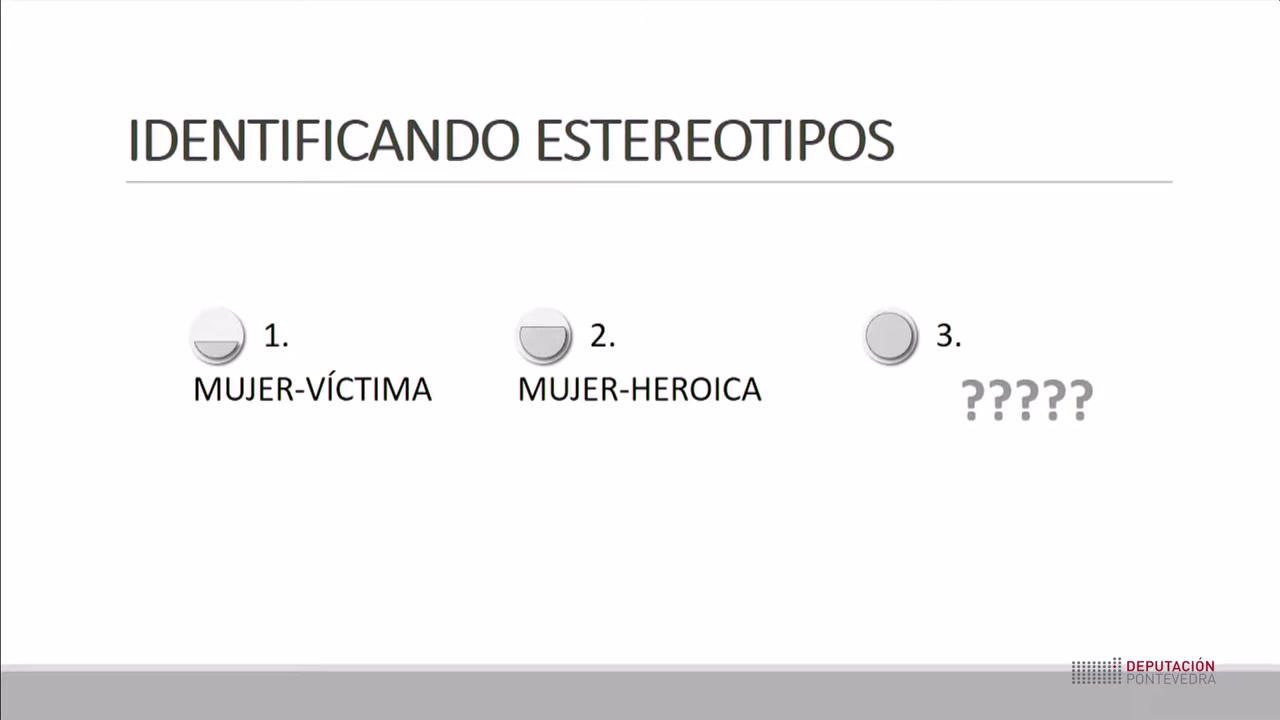 IDENTIFICANDO ESTEREOTIPOS
1.
MUJER-VÍCTIMA
2.
MUJER-HEROICA
3.
?????
DEPUTACIÓN
PONTEVEDRA